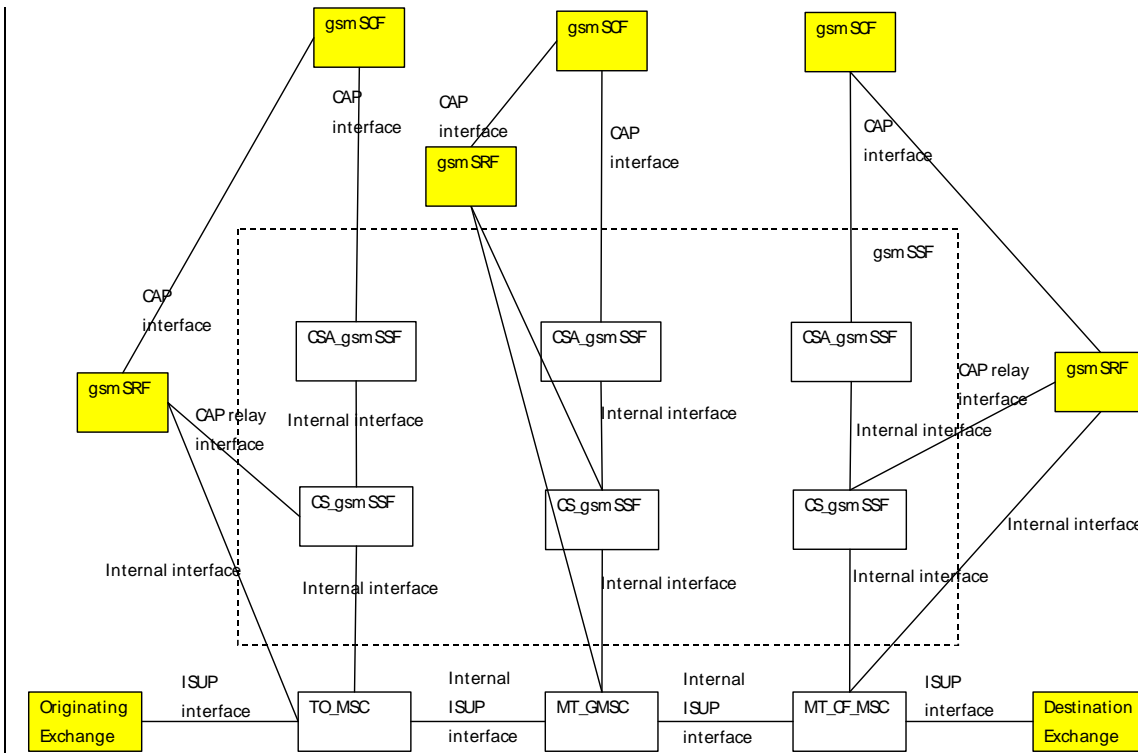 gsmSCF
gsmSCF
gsmSCF
CAP
interface
CAP
interface
CAP
interface
CAP
interface
gsmSRF
gsmSSF
CAP
interface
CSA_gsmSSF
CSA_gsmSSF
CSA_gsmSSF
gsmSRF
gsmSRF
CAP relay
interface
CAP relay
interface
Internal interface
Internal interface
Internal interface
CS_gsmSSF
CS_gsmSSF
CS_gsmSSF
Internal interface
Internal interface
Internal interface
Internal interface
Internal interface
ISUP
interface
Internal
ISUP
interface
Internal
ISUP
interface
ISUP
interface
Originating
Exchange
TO_MSC
MT_GMSC
MT_CF_MSC
Destination
Exchange